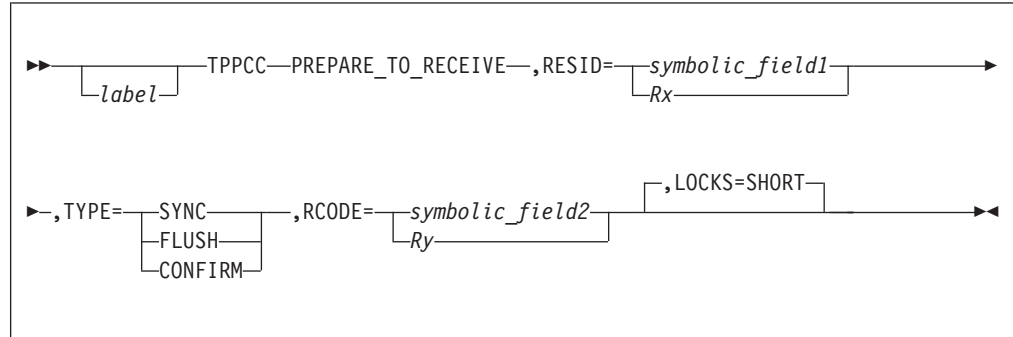 TPPCC PREPARE_TO_RECEIVE ,RESID= symbolic_field1
label Rx
,LOCKS=SHORT
,TYPE= SYNC ,RCODE= symbolic_field2
FLUSH Ry
CONFIRM